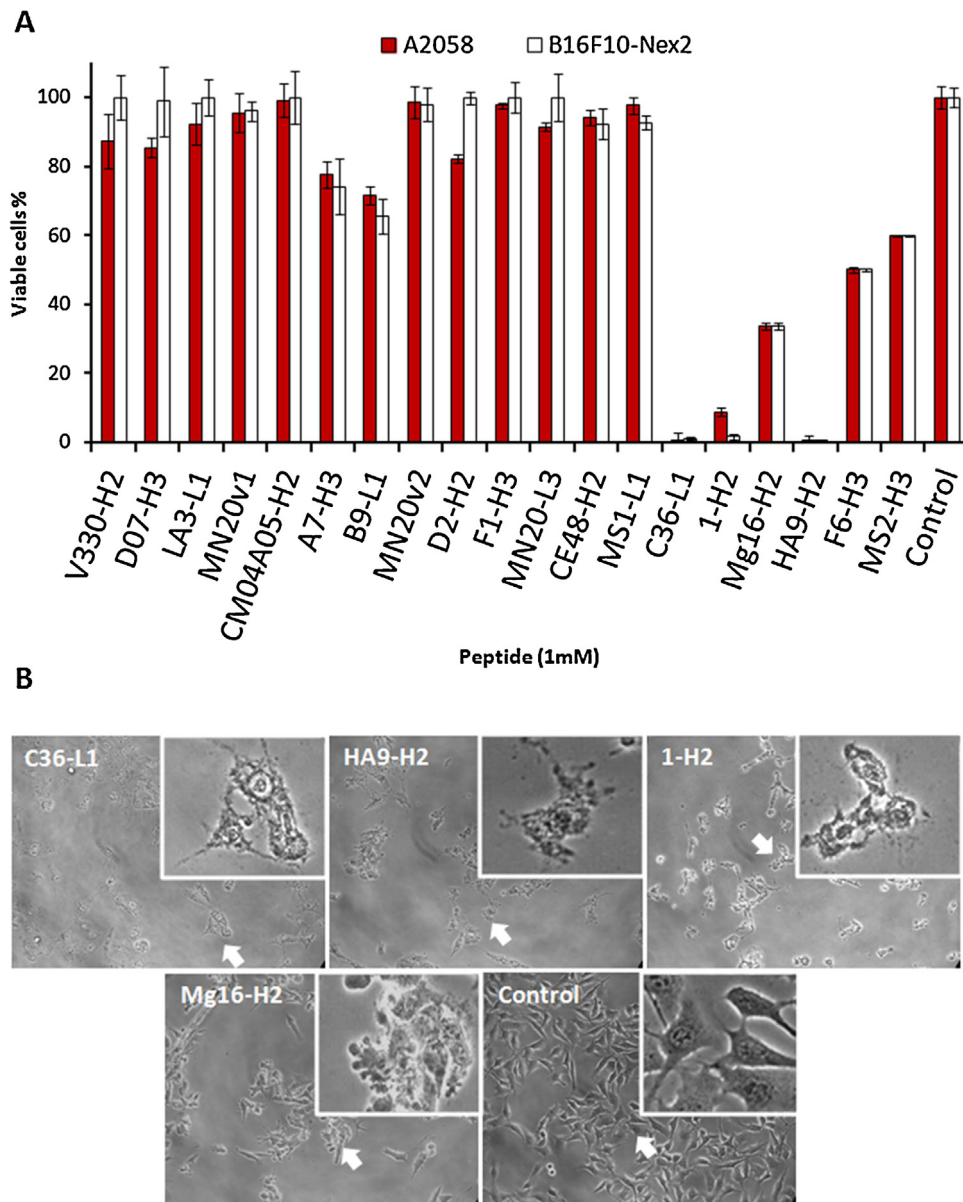 A
A2058 B16F10-Nex2
Viable cells%
100
80
60
40
20
0
V330-H2
D07-H3
LA3-L1
MN20v1
CM04A05-H2
A7-H3
B9-L1
MN20v2
D2-H2
F1-H3
MN20-L3
CE48-H2
MS1-L1
C36-L1
1-H2
Mg16-H2
HA9-H2
F6-H3
MS2-H3
Control
Peptide (1mM)
B
C36-L1 HA9-H2 1-H2
Mg16-H2 Control